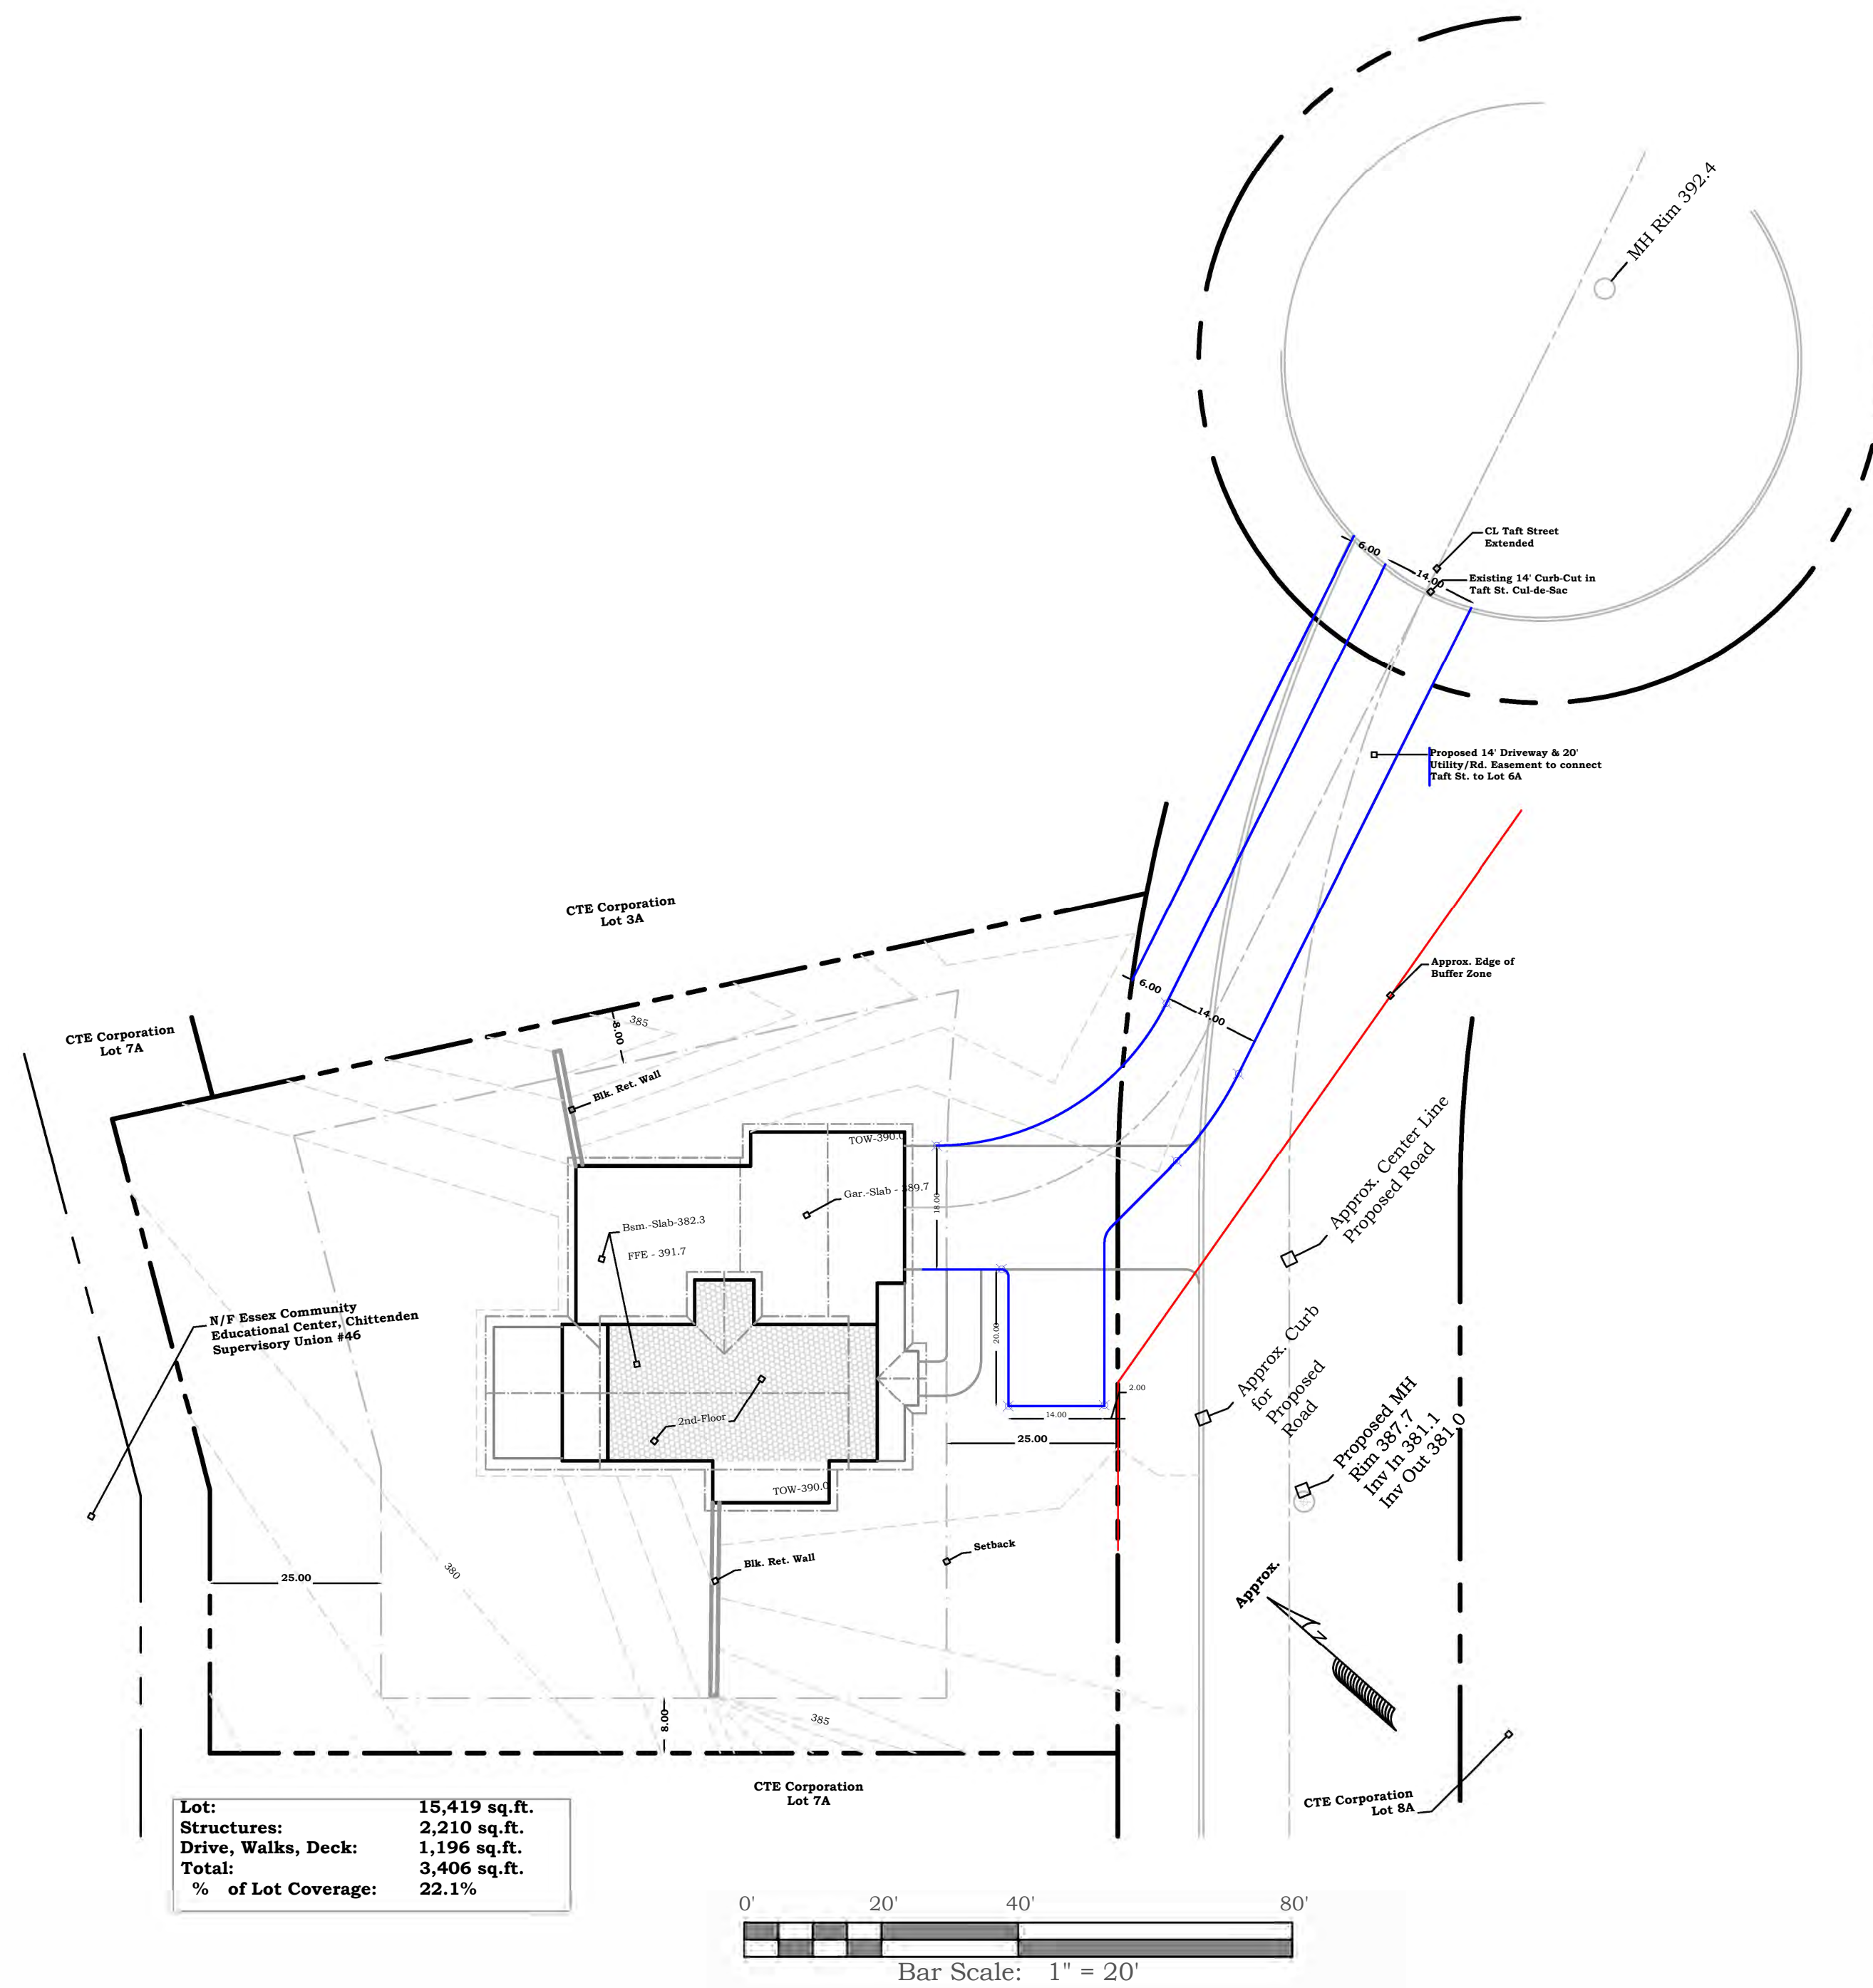 MH Rim 392.4
6.00
14.00
CL Taft Street
Extended
Existing 14' Curb-Cut in
Taft St. Cul-de-Sac
Proposed 14' Driveway & 20'
Utility/Rd. Easement to connect
Taft St. to Lot 6A
CTE Corporation
Lot 3A
Approx. Edge of
Buffer Zone
6.00
14.00
CTE Corporation
Lot 7A
8.00
385
Blk. Ret. Wall
TOW-390.0
Gar.-Slab - 389.7
18.00
Bsm.-Slab-382.3
FFE - 391.7
Approx. Center Line
Proposed Road
N/F Essex Community
Educational Center, Chittenden
Supervisory Union #46
20.00
2.00
14.00
25.00
2nd-Floor
Approx. Curb
for
Proposed
Road
Proposed MH
Rim 387.7
Inv In 381.1
Inv Out 381.0
TOW-390.0
Setback
Blk. Ret. Wall
380
25.00
Approx.
N
8.00
385
CTE Corporation
Lot 7A
CTE Corporation
Lot 8A
Lot: 15,419 sq.ft.
Structures: 2,210 sq.ft.
Drive, Walks, Deck: 1,196 sq.ft.
Total: 3,406 sq.ft.
% of Lot Coverage: 22.1%
0' 20' 40' 80'
Bar Scale: 1" = 20'